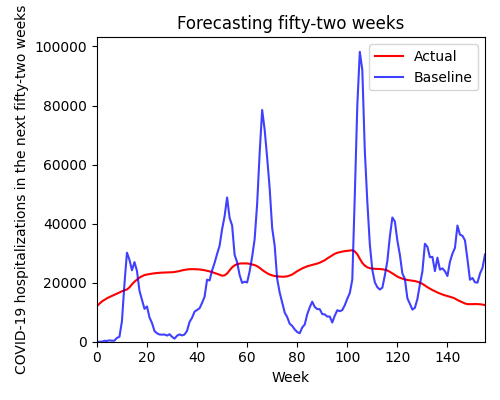 Forecasting fifty-two weeks
COVID-19 hospitalizations in the next fifty-two weeks
100000
80000
60000
40000
20000
0
Actual
Baseline
0 20 40 60 80 100 120 140
Week